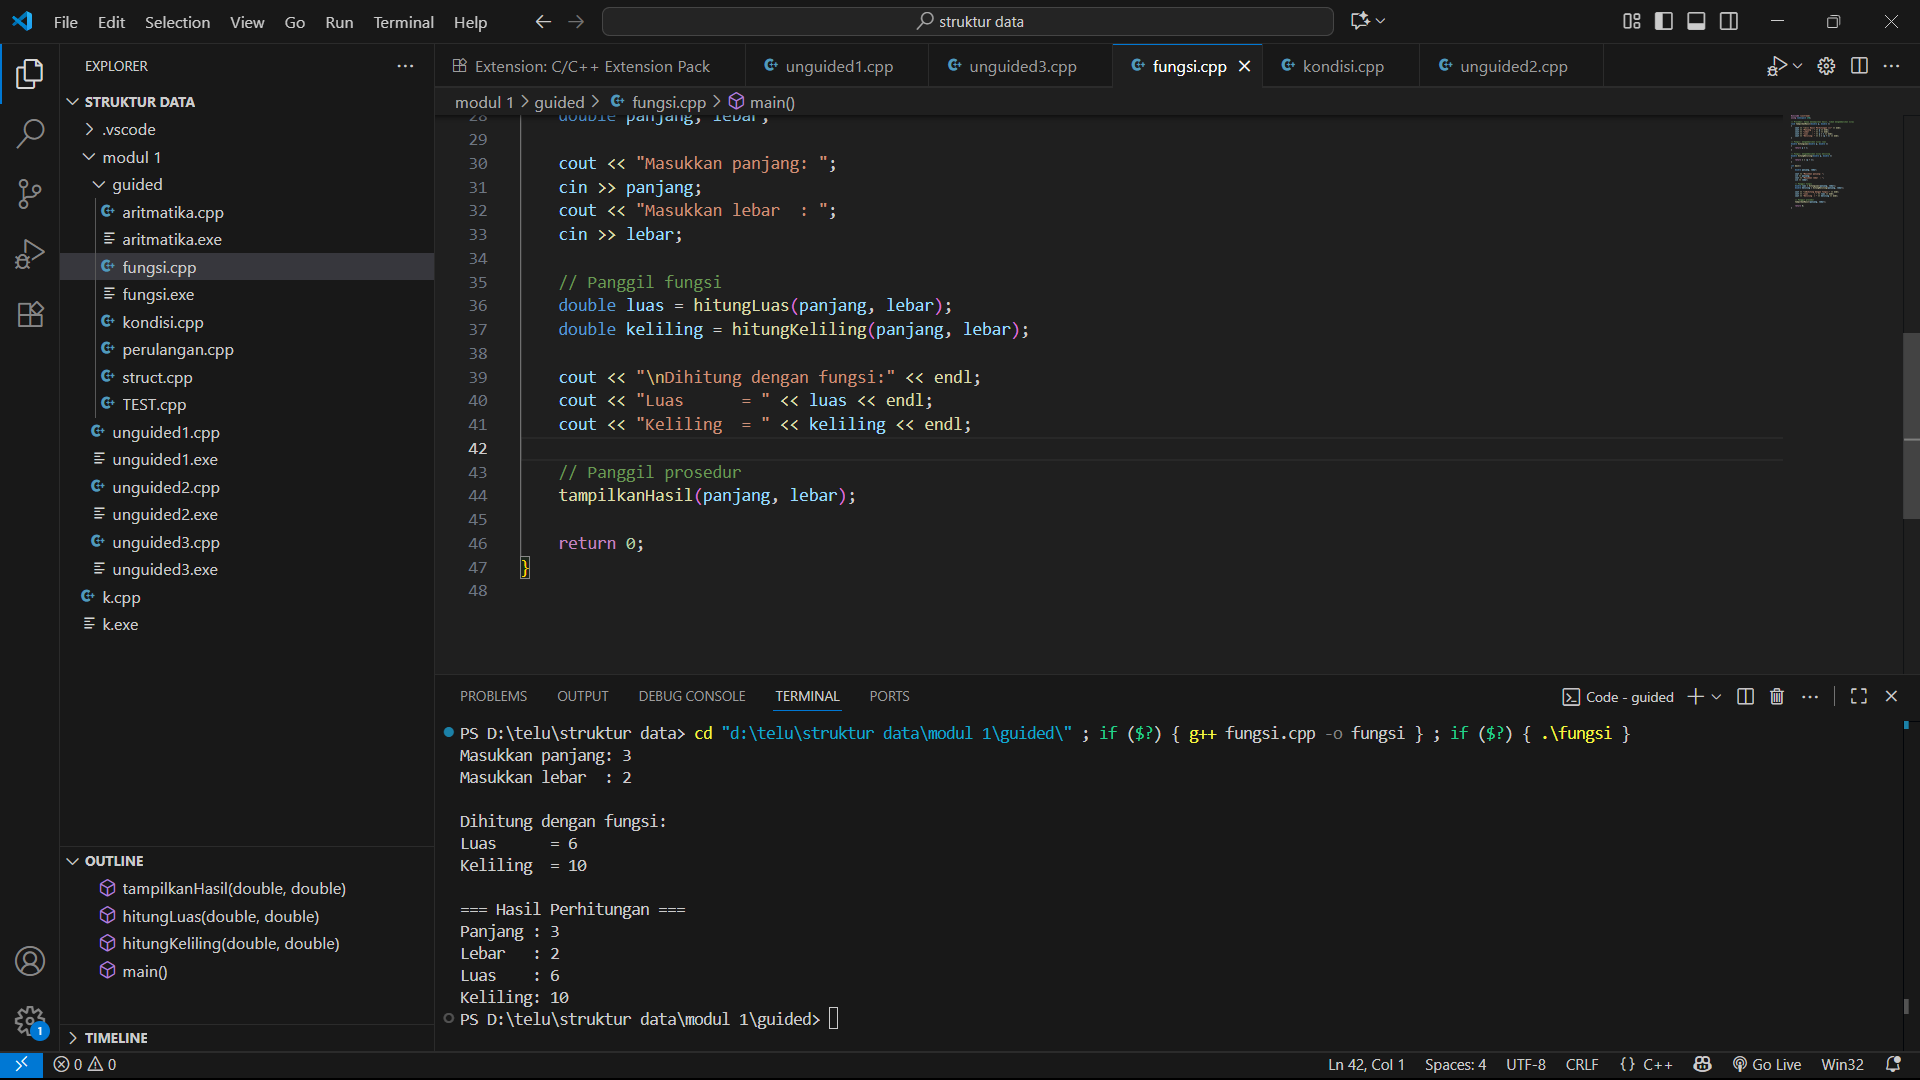 File Edit Selection View Go Run Terminal Help
struktur data
EXPLORER
STRUKTUR DATA
.vscode
modul 1
guided
aritmatika.cpp
aritmatika.exe
fungsi.cpp
fungsi.exe
kondisi.cpp
perulangan.cpp
struct.cpp
TEST.cpp
unguided1.cpp
unguided1.exe
unguided2.cpp
unguided2.exe
unguided3.cpp
unguided3.exe
k.cpp
k.exe
OUTLINE
tampilkanHasil(double, double)
hitungLuas(double, double)
hitungKeliling(double, double)
main()
TIMELINE
Extension: C/C++ Extension Pack unguided1.cpp unguided3.cpp fungsi.cpp kondisi.cpp unguided2.cpp
modul 1 > guided > fungsi.cpp > main()
28 double panjang, lebar;
29
30 cout << "Masukkan panjang: ";
31 cin >> panjang;
32 cout << "Masukkan lebar  : ";
33 cin >> lebar;
34
35 // Panggil fungsi
36 double luas = hitungLuas(panjang, lebar);
37 double keliling = hitungKeliling(panjang, lebar);
38
39 cout << "\nDihitung dengan fungsi:" << endl;
40 cout << "Luas      = " << luas << endl;
41 cout << "Keliling  = " << keliling << endl;
42
43 // Panggil prosedur
44 tampilkanHasil(panjang, lebar);
45
46 return 0;
47 }
48
PROBLEMS OUTPUT DEBUG CONSOLE TERMINAL PORTS
Code - guided
PS D:\telu\struktur data> cd "d:\telu\struktur data\modul 1\guided\" ; if ($?) { g++ fungsi.cpp -o fungsi } ; if ($?) { .\fungsi }
Masukkan panjang: 3
Masukkan lebar  : 2
Dihitung dengan fungsi:
Luas      = 6
Keliling  = 10
=== Hasil Perhitungan ===
Panjang : 3
Lebar   : 2
Luas    : 6
Keliling: 10
PS D:\telu\struktur data\modul 1\guided>
1
0 0
Ln 42, Col 1 Spaces: 4 UTF-8 CRLF {} C++ Go Live Win32